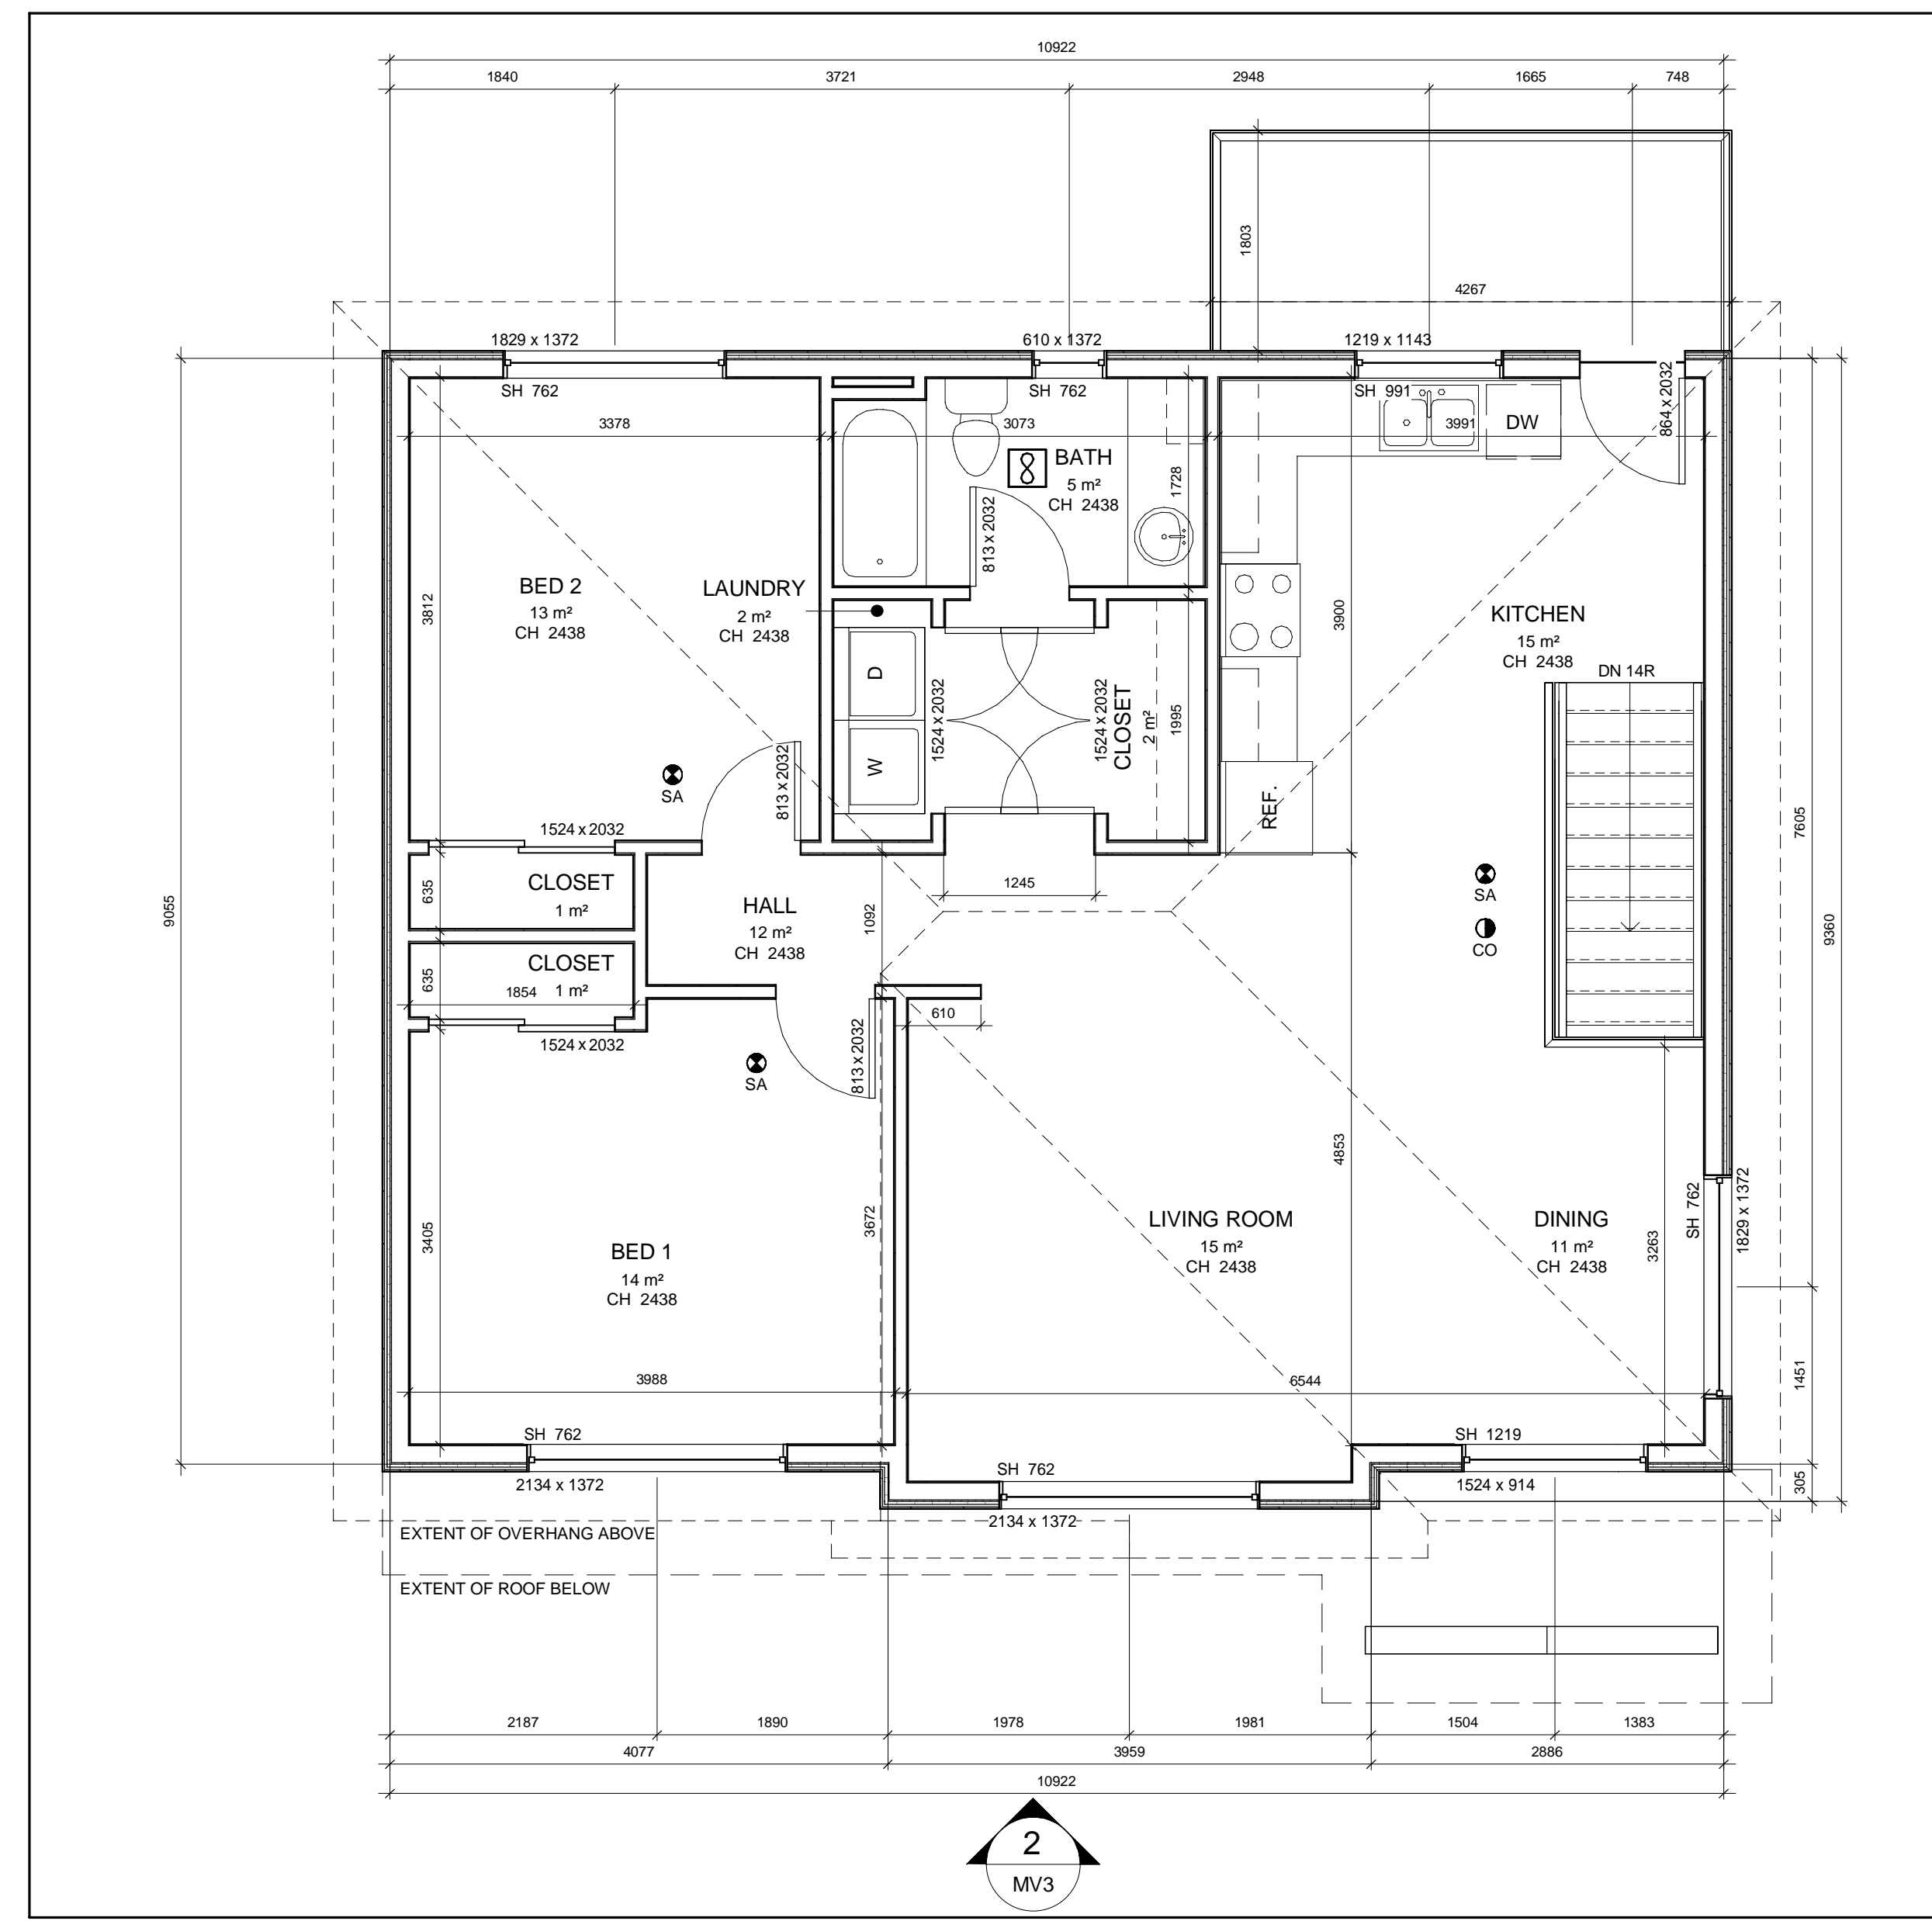 10922
1840
3721
2948
1665
748
1803
4267
1829 x 1372
610 x 1372
1219 x 1143
SH 762
SH 762
SH 991
864 x 2032
3378
3073
3991
DW
BATH
5 m²
CH 2438
1728
813 x 2032
BED 2
13 m²
CH 2438
3812
LAUNDRY
2 m²
CH 2438
3900
KITCHEN
15 m²
CH 2438
DN 14R
D
W
1524 x 2032
1524 x 2032
CLOSET
2 m²
1995
813 x 2032
SA
REF.
7605
1524 x 2032
CLOSET
1 m²
635
HALL
12 m²
CH 2438
1092
1245
SA
CO
9055
9360
CLOSET
1 m²
635
1854
610
1524 x 2032
SA
813 x 2032
4853
3405
3672
BED 1
14 m²
CH 2438
LIVING ROOM
15 m²
CH 2438
DINING
11 m²
CH 2438
3263
SH 762
1829 x 1372
3988
6544
1451
SH 762
SH 762
SH 1219
2134 x 1372
2134 x 1372
1524 x 914
305
EXTENT OF OVERHANG ABOVE
EXTENT OF ROOF BELOW
2187
1890
1978
1981
1504
1383
4077
3959
2886
10922
2
MV3